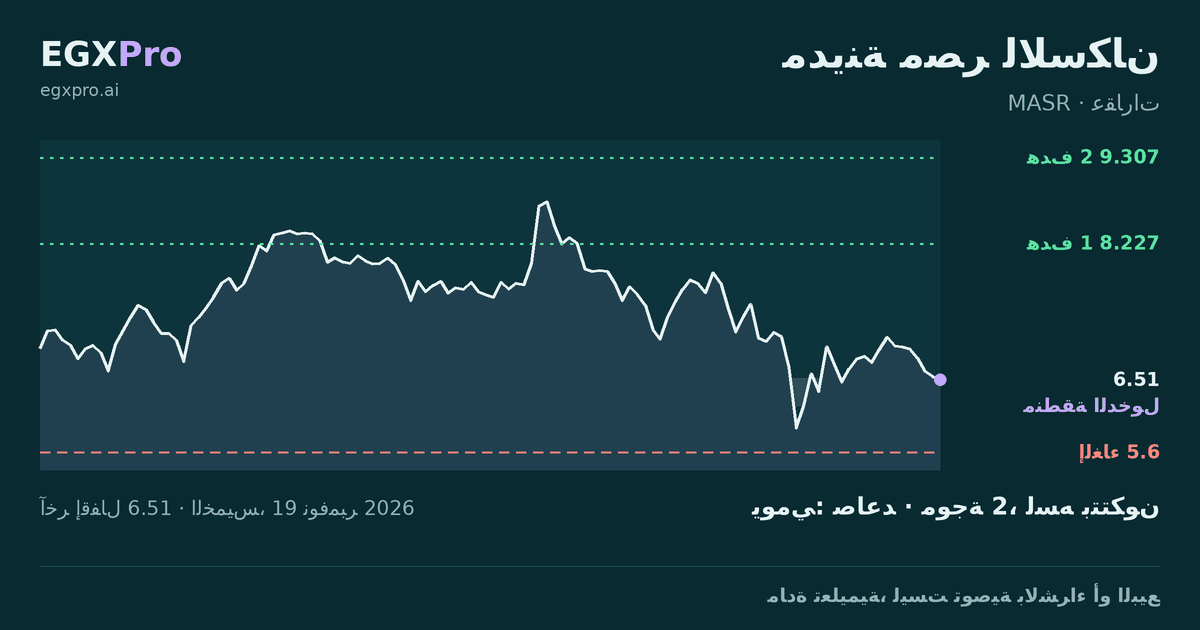 EGXPro
egxpro.ai
مدينة مصر للاسكان
MASR · عقارات
هدف 2 9.307
هدف 1 8.227
6.51
منطقة الدخول
إلغاء 5.6
يومي: صاعد · موجة 2، لسه بتتكون
آخر إقفال 6.51 · الخميس، 19 نوفمبر 2026
مادة تعليمية، ليست توصية بالشراء أو البيع